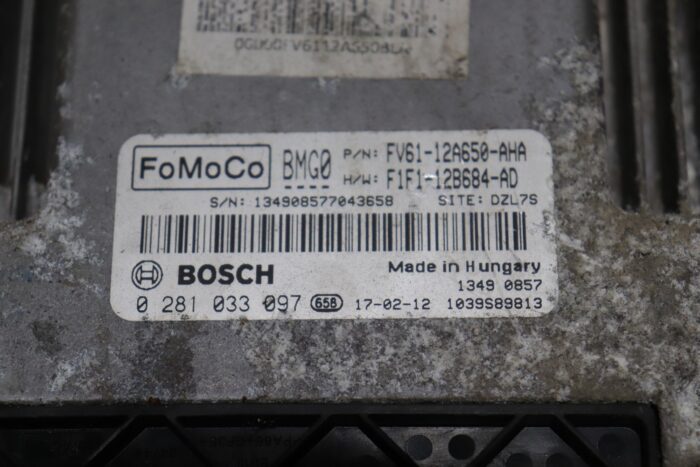 FoMoCo BMG0 P/N: FV61-12A650-AHA
H/W: F1F1-12B684-AD
S/N: 134908577043658 SITE: DZL7S
BOSCH Made in Hungary
1349 0857
0 281 033 097 658 17-02-12 1039S89813